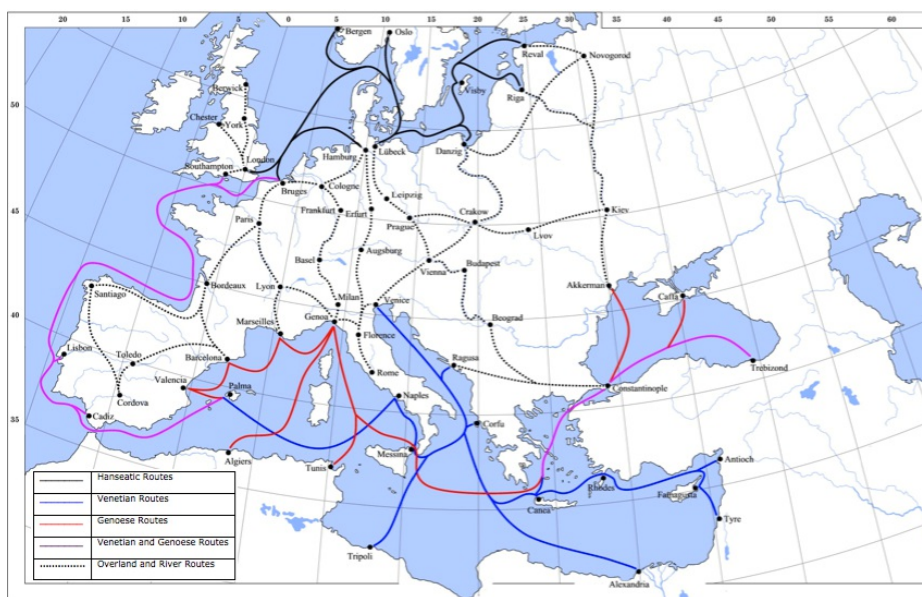 20 15 10 5 0 5 10 15 20 25 30 35 40 45 50 55 60
50
45
40
35
Bergen
Oslo
Reval
Novogorod
Visby
Riga
Berwick
Chester
York
London
Southampton
Hamburg
Lübeck
Danzig
Bruges
Cologne
Leipzig
Paris
Frankfurt
Erfurt
Prague
Crakow
Kiev
Lvov
Basel
Augsburg
Vienna
Budapest
Santiago
Bordeaux
Lyon
Milan
Venice
Akkerman
Caffa
Marseilles
Genoa
Florence
Beograd
Lisbon
Toledo
Barcelona
Ragusa
Trebizond
Valencia
Palma
Rome
Constantinople
Cordova
Naples
Cadiz
Corfu
Algiers
Tunis
Messina
Antioch
Rhodes
Famagusta
Canea
Tyre
Tripoli
Alexandria
Hanseatic Routes
Venetian Routes
Genoese Routes
Venetian and Genoese Routes
Overland and River Routes